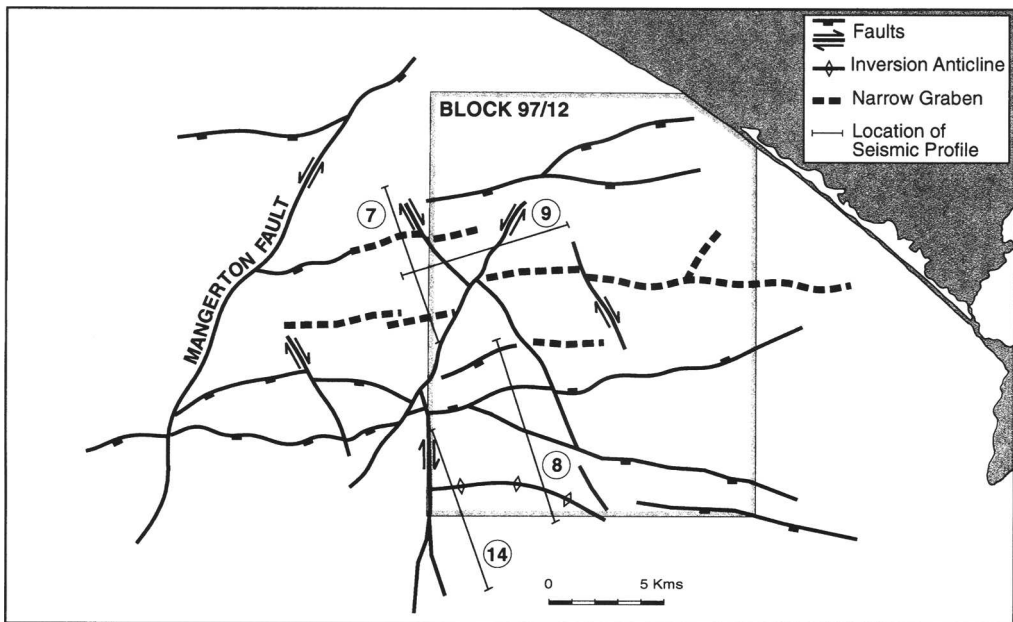 Faults
Inversion Anticline
Narrow Graben
Location of
Seismic Profile
BLOCK 97/12
MANGERTON FAULT
7
9
8
14
0
5 Kms